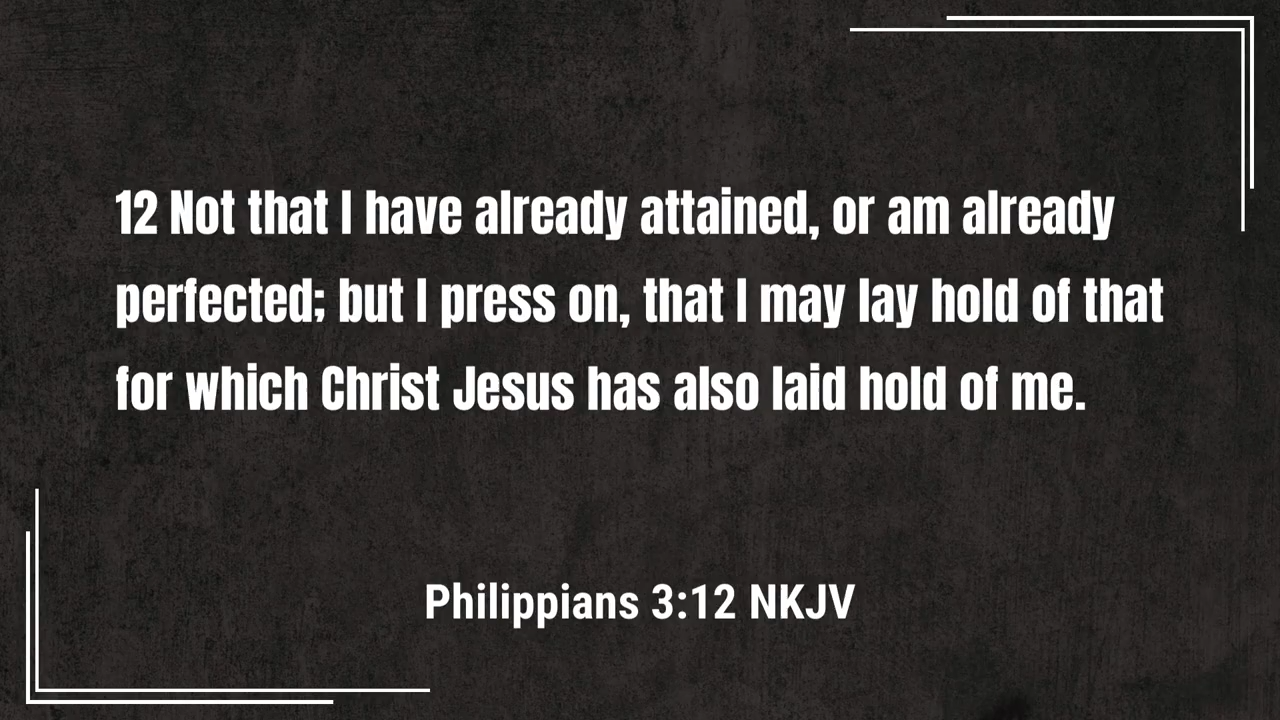 12 Not that I have already attained, or am already
perfected; but I press on, that I may lay hold of that
for which Christ Jesus has also laid hold of me.
Philippians 3:12 NKJV